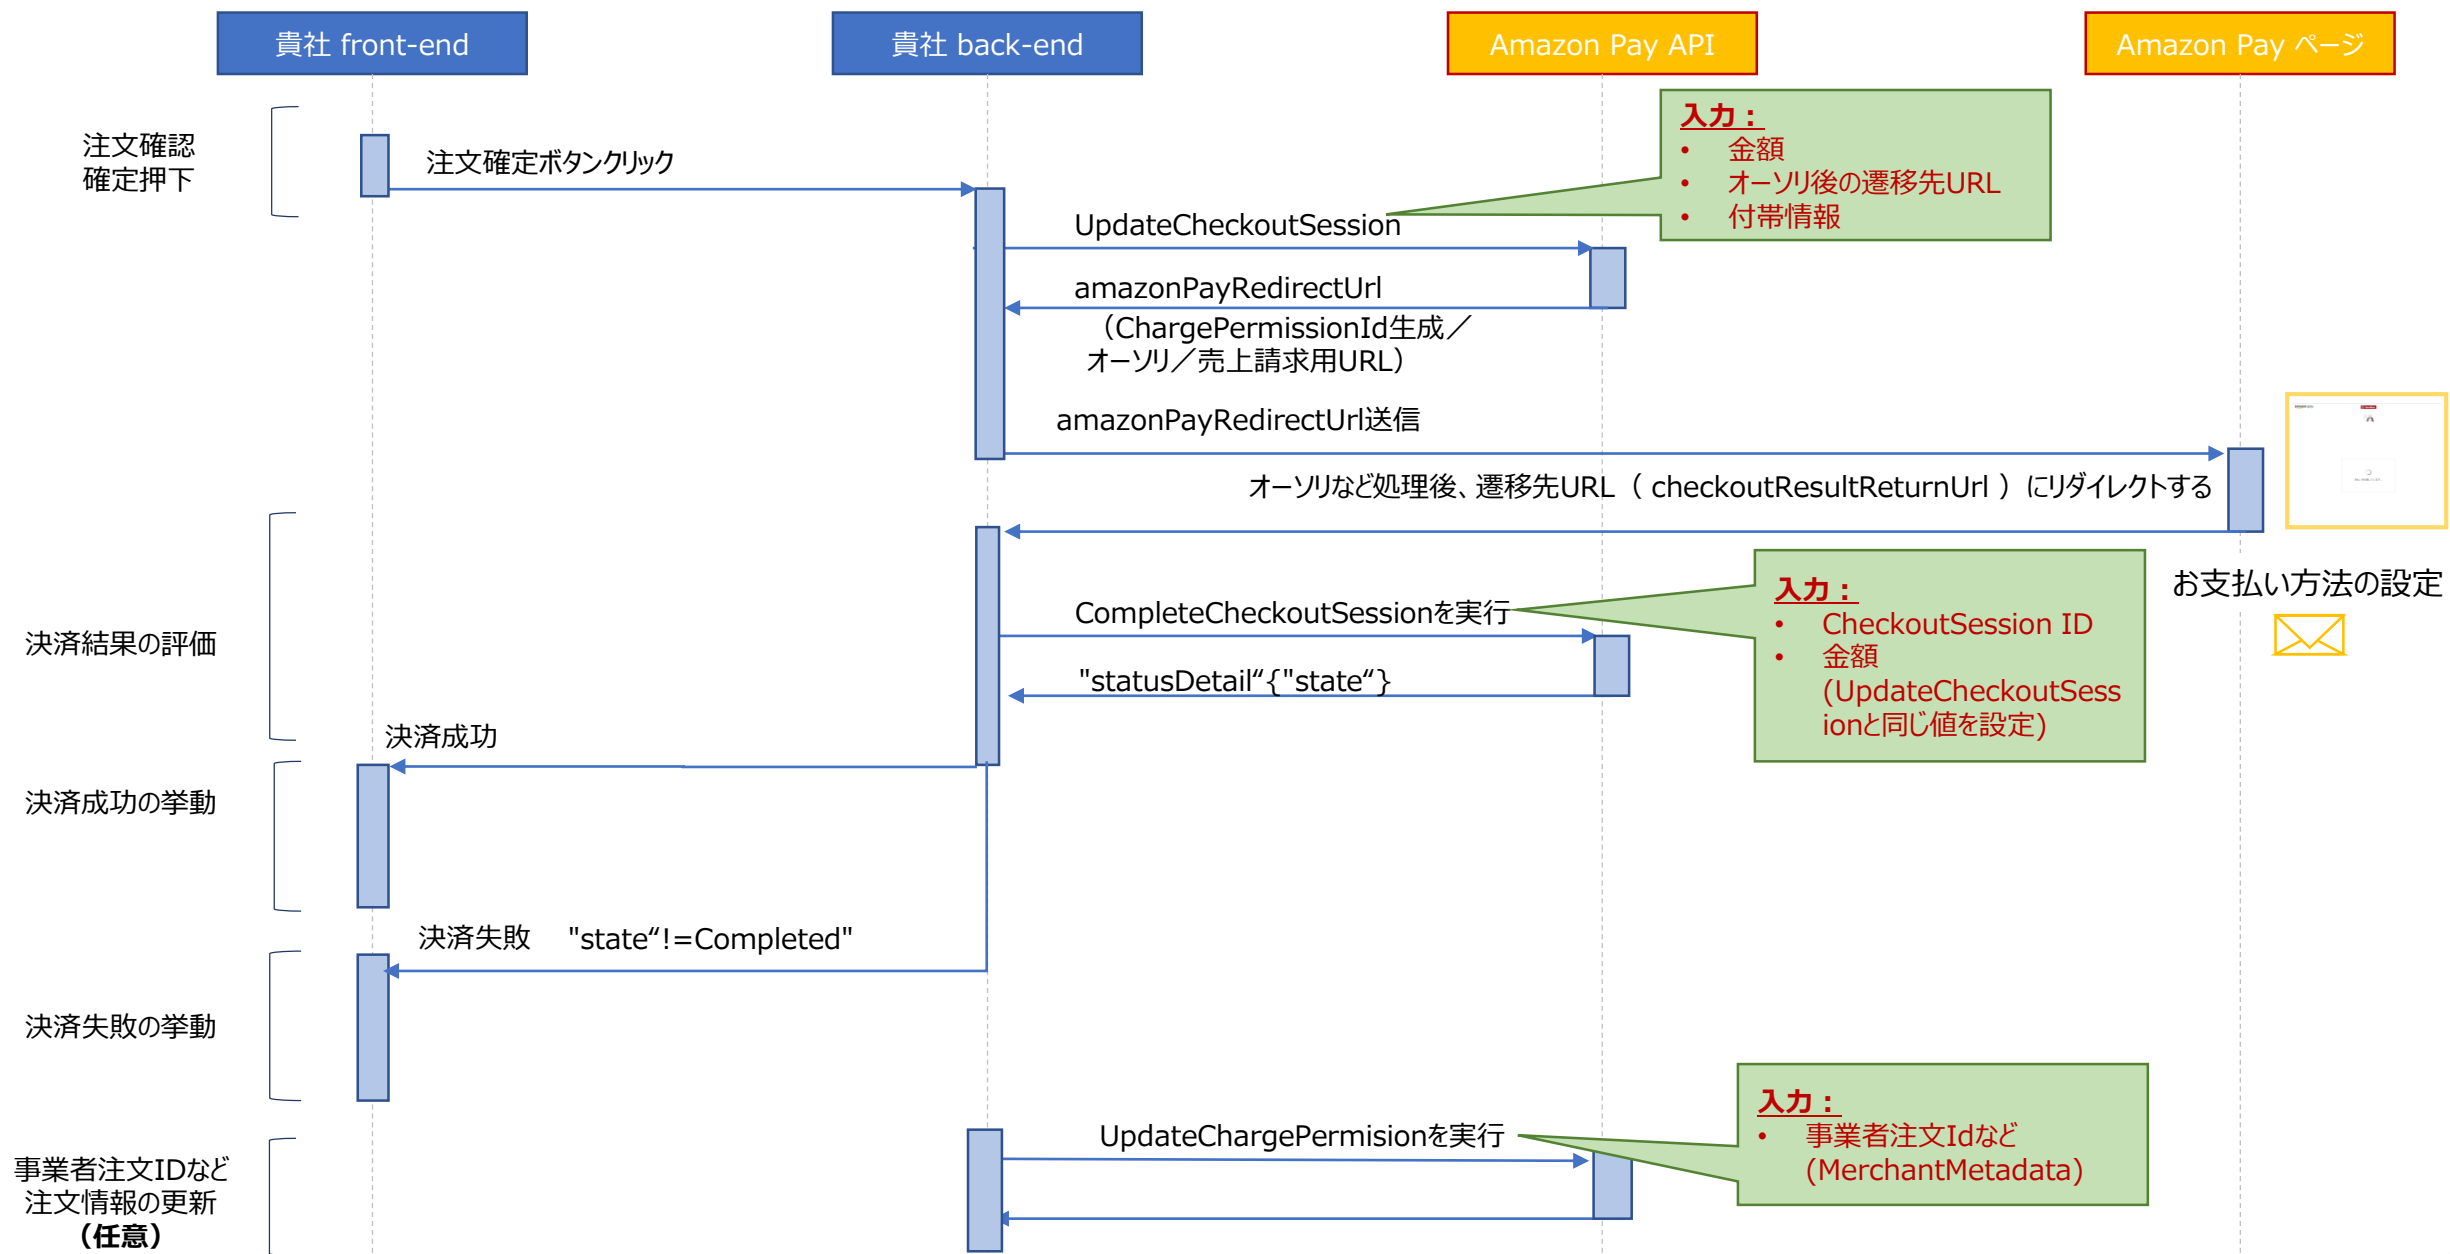 貴社 front-end
貴社 back-end
Amazon Pay API
Amazon Pay ページ
注文確認
確定押下
注文確定ボタンクリック
入力：
• 金額
• オーソリ後の遷移先URL
• 付帯情報
UpdateCheckoutSession
amazonPayRedirectUrl
（ChargePermissionId生成／
オーソリ／売上請求用URL）
amazonPayRedirectUrl送信
オーソリなど処理後、遷移先URL（ checkoutResultReturnUrl ）にリダイレクトする
お支払い方法の設定
決済結果の評価
CompleteCheckoutSessionを実行
入力：
• CheckoutSession ID
• 金額
(UpdateCheckoutSess
ionと同じ値を設定)
"statusDetail“{"state“}
決済成功
決済成功の挙動
決済失敗 "state“!=Completed"
決済失敗の挙動
事業者注文IDなど
注文情報の更新
（任意）
UpdateChargePermisionを実行
入力：
• 事業者注文Idなど
(MerchantMetadata)